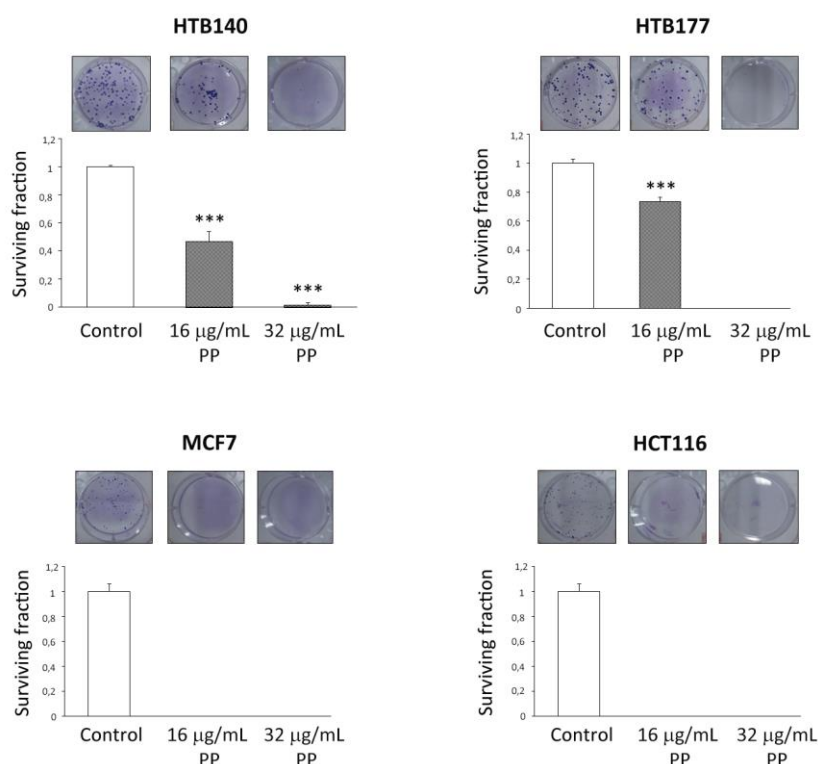 HTB140
1,2
1
0,8
0,6
0,4
0,2
0
Surviving fraction
***
***
Control 16 μg/mL PP 32 μg/mL PP
HTB177
1,2
1
0,8
0,6
0,4
0,2
0
Surviving fraction
***
Control 16 μg/mL PP 32 μg/mL PP
MCF7
1,2
1
0,8
0,6
0,4
0,2
0
Surviving fraction
Control 16 μg/mL PP 32 μg/mL PP
HCT116
1,2
1
0,8
0,6
0,4
0,2
0
Surviving fraction
Control 16 μg/mL PP 32 μg/mL PP